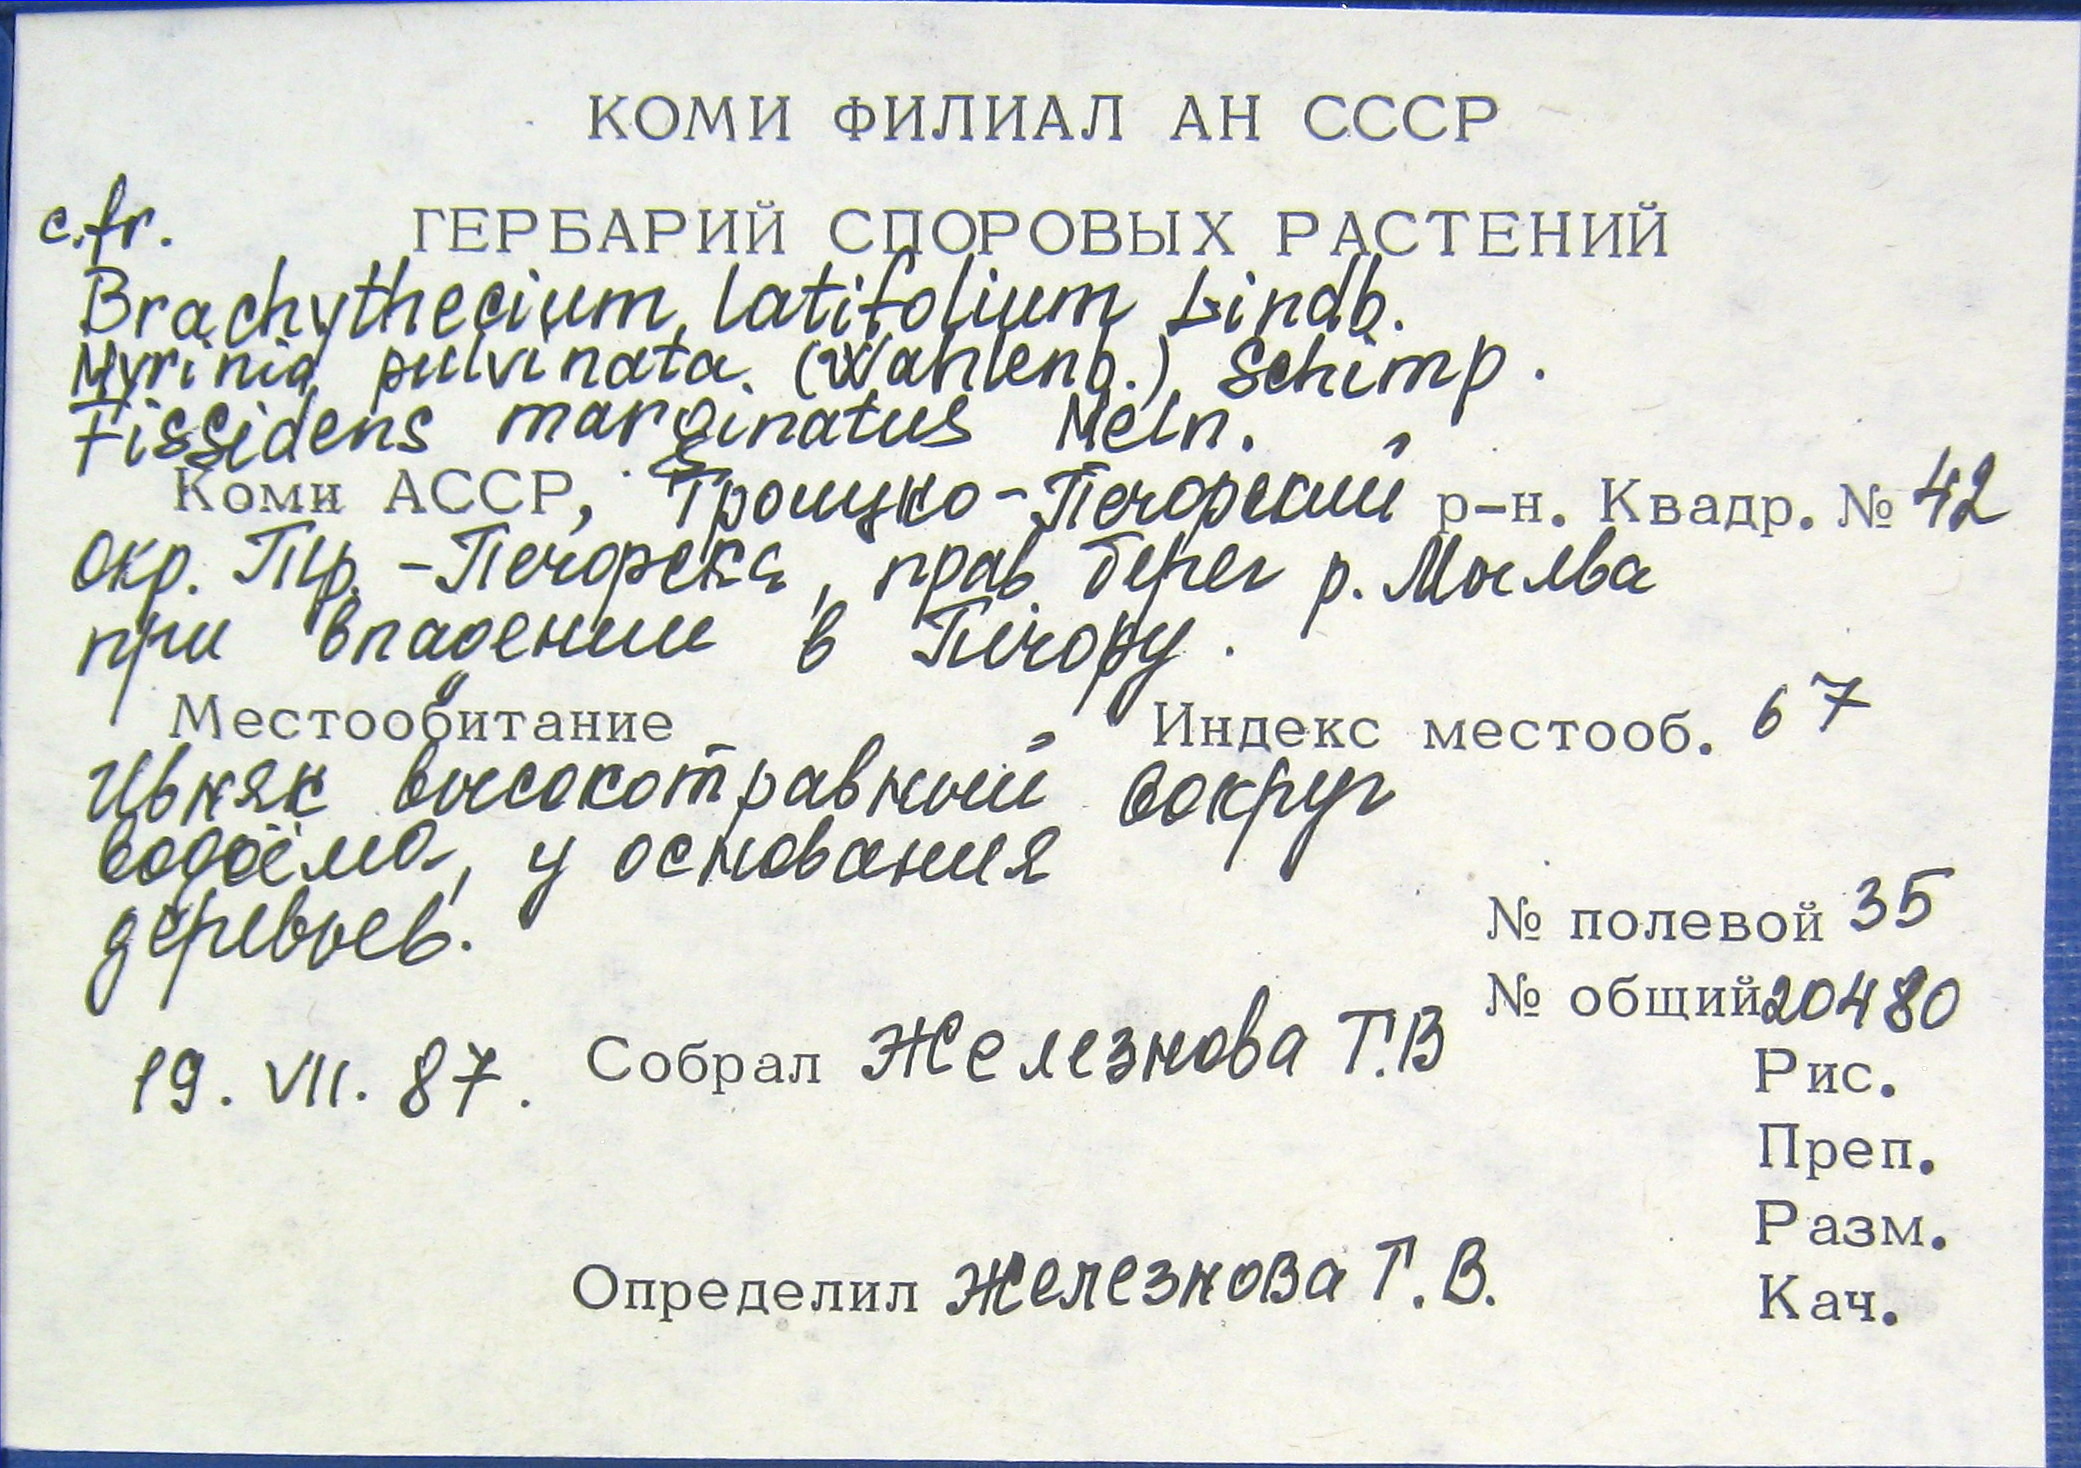 КОМИ ФИЛИАЛ АН СССР
c.fr. ГЕРБАРИЙ СПОРОВЫХ РАСТЕНИЙ
Brachythecium latifolium Lindb.
Myrinia pulvinata (Wahlenb.) Schimp.
Fissidens marginatus
Коми АССР, Троицко-Печорский р-н. Квадр. № 42
Окр. Тр.-Печорска, прав берег р. Мылва
при впадении в Печору.
Местообитание Индекс местооб. 67
Ивняк высокотравный вокруг
водоёма, у основания
деревьев.
№ полевой 35
№ общий 20480
19. VII. 87. Собрал Железнова Т.В
Рис.
Преп.
Разм.
Определил Железнова Т.В.
Кач.